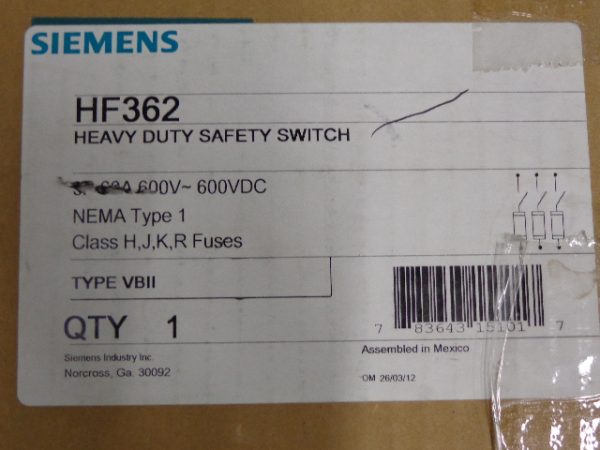 SIEMENS
HF362
HEAVY DUTY SAFETY SWITCH
600V~ 600VDC
NEMA Type 1
Class H,J,K,R Fuses
TYPE VBII
QTY 1
7 83643 15101 7
Siemens Industry Inc.
Norcross, Ga. 30092
Assembled in Mexico
OM 26/03/12